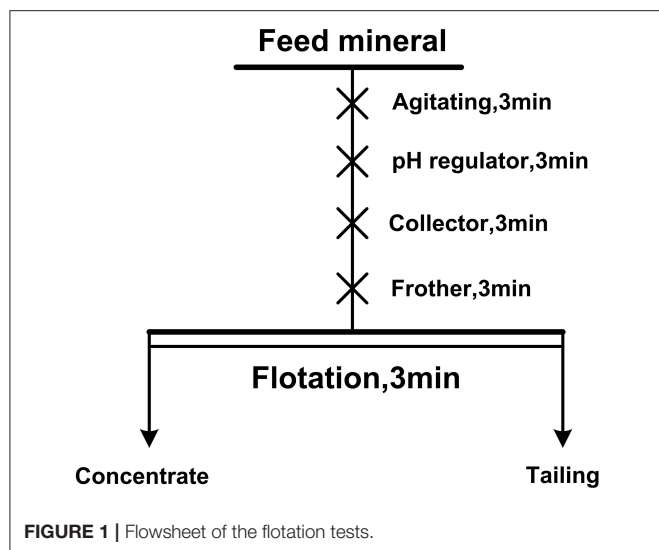 Feed mineral
Agitating,3min
pH regulator,3min
Collector,3min
Frother,3min
Flotation,3min
Concentrate
Tailing
FIGURE 1 | Flowsheet of the flotation tests.